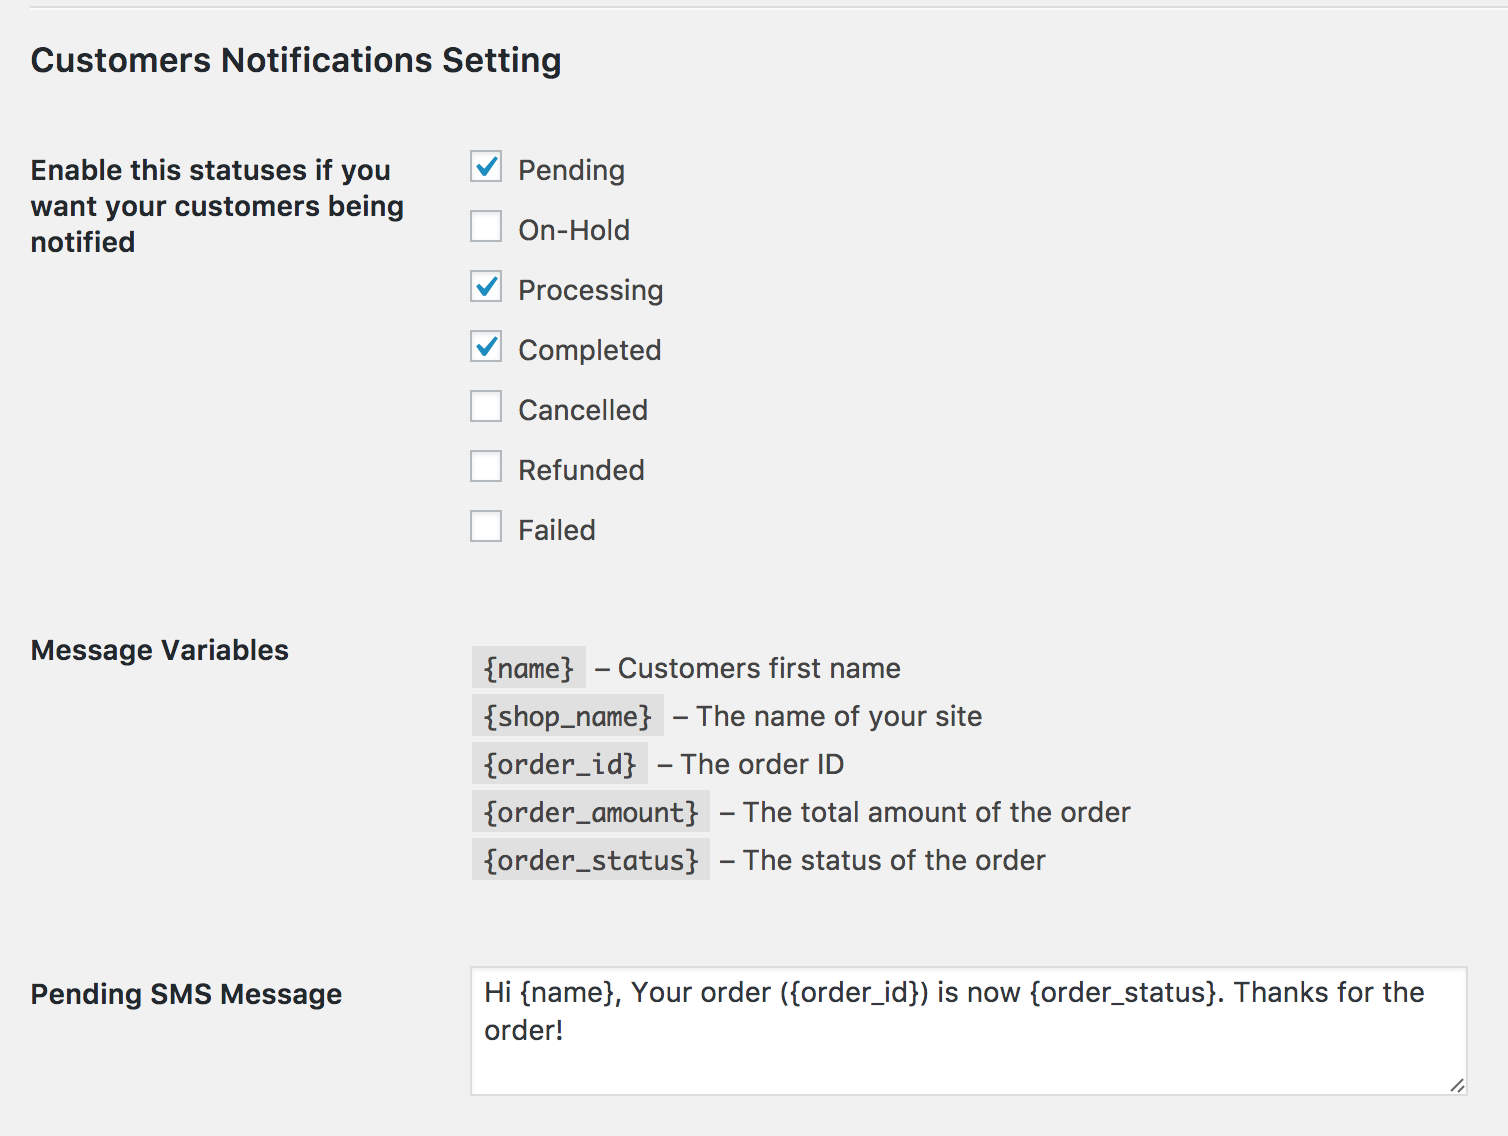 Customers Notifications Setting
Enable this statuses if you
want your customers being
notified
Pending
On-Hold
Processing
Completed
Cancelled
Refunded
Failed
Message Variables
{name} – Customers first name
{shop_name} – The name of your site
{order_id} – The order ID
{order_amount} – The total amount of the order
{order_status} – The status of the order
Pending SMS Message
Hi {name}, Your order ({order_id}) is now {order_status}. Thanks for the
order!